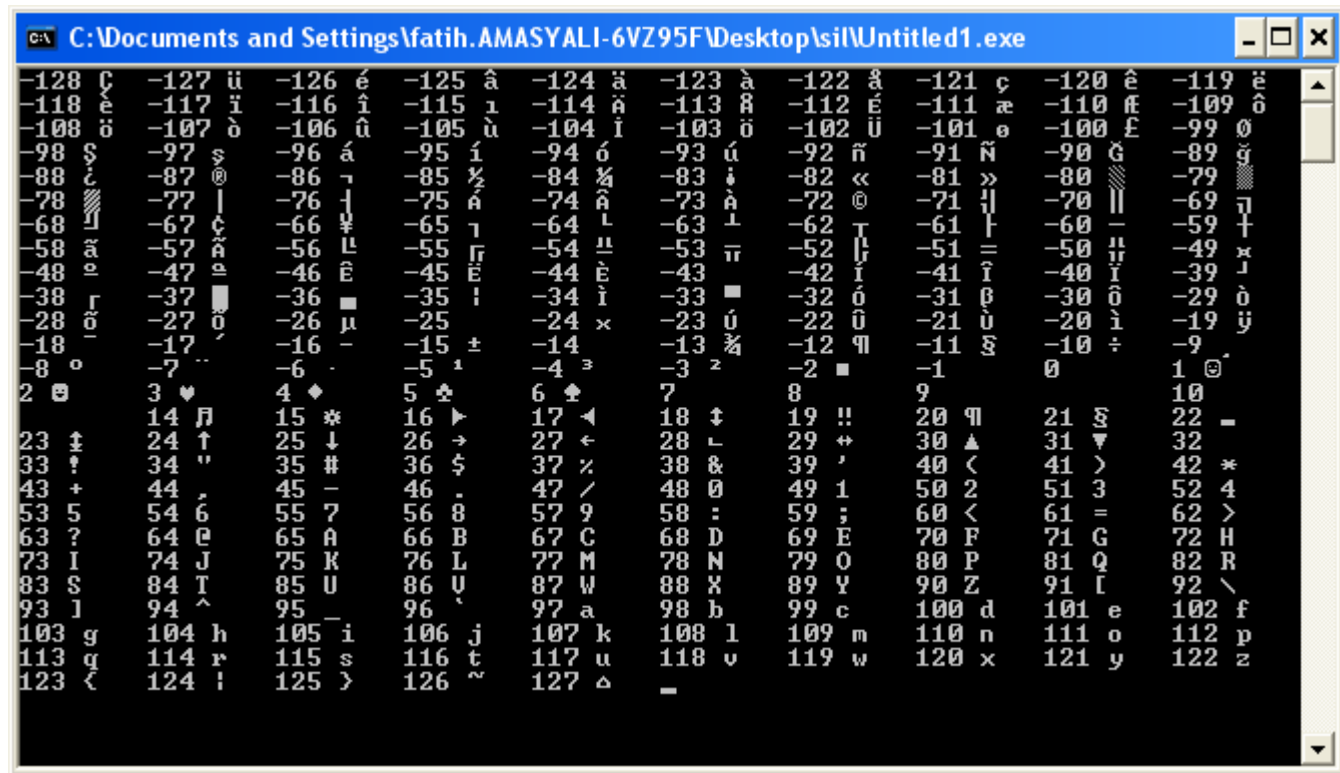 C:\Documents and Settings\fatih.AMASYALI-6VZ95F\Desktop\sil\Untitled1.exe
-128 Ç -127 ü -126 é -125 â -124 ä -123 à -122 å -121 ç -120 ê -119 ë
-118 è -117 ï -116 î -115 ı -114 Ä -113 Å -112 É -111 æ -110 Æ -109 ô
-108 ö -107 ò -106 û -105 ù -104 İ -103 Ö -102 Ü -101 ø -100 £ -99 Ø
-98 Ş -97 ş -96 á -95 í -94 ó -93 ú -92 ñ -91 Ñ -90 Ğ -89 ğ
-88 ¿ -87 ® -86 ¬ -85 ½ -84 ¼ -83 ¡ -82 « -81 » -80 ░ -79 ▒
-78 ▓ -77 │ -76 ┤ -75 Á -74 Â -73 À -72 © -71 ╣ -70 ║ -69 ╗
-68 ╝ -67 ¢ -66 ¥ -65 ┐ -64 └ -63 ┴ -62 ┬ -61 ├ -60 ─ -59 ┼
-58 ã -57 Ã -56 ╚ -55 ╔ -54 ╩ -53 ╦ -52 ╠ -51 ═ -50 ╬ -49 ¤
-48 º -47 ª -46 Ê -45 Ë -44 È -43 -42 Í -41 Î -40 Ï -39 ┘
-38 ┌ -37 █ -36 ▄ -35 ¦ -34 Ì -33 ▀ -32 Ó -31 ß -30 Ô -29 Ò
-28 õ -27 Õ -26 µ -25 -24 × -23 Ú -22 Û -21 Ù -20 ì -19 ÿ
-18 ¯ -17 ´ -16 - -15 ± -14 -13 ¾ -12 ¶ -11 § -10 ÷ -9 ¸
-8 ° -7 ¨ -6 · -5 ¹ -4 ³ -3 ² -2 ■ -1 0 1 ☺
2 ☻ 3 ♥ 4 ♦ 5 ♣ 6 ♠ 7 8 9 10
14 ♫ 15 ☼ 16 ► 17 ◄ 18 ↕ 19 ‼ 20 ¶ 21 § 22 ▬
23 ↨ 24 ↑ 25 ↓ 26 → 27 ← 28 ∟ 29 ↔ 30 ▲ 31 ▼ 32
33 ! 34 " 35 # 36 $ 37 % 38 & 39 ' 40 ( 41 ) 42 *
43 + 44 , 45 - 46 . 47 / 48 0 49 1 50 2 51 3 52 4
53 5 54 6 55 7 56 8 57 9 58 : 59 ; 60 < 61 = 62 >
63 ? 64 @ 65 A 66 B 67 C 68 D 69 E 70 F 71 G 72 H
73 I 74 J 75 K 76 L 77 M 78 N 79 O 80 P 81 Q 82 R
83 S 84 T 85 U 86 V 87 W 88 X 89 Y 90 Z 91 [ 92 \
93 ] 94 ^ 95 _ 96 ` 97 a 98 b 99 c 100 d 101 e 102 f
103 g 104 h 105 i 106 j 107 k 108 l 109 m 110 n 111 o 112 p
113 q 114 r 115 s 116 t 117 u 118 v 119 w 120 x 121 y 122 z
123 { 124 ¦ 125 } 126 ~ 127 ⌂ _